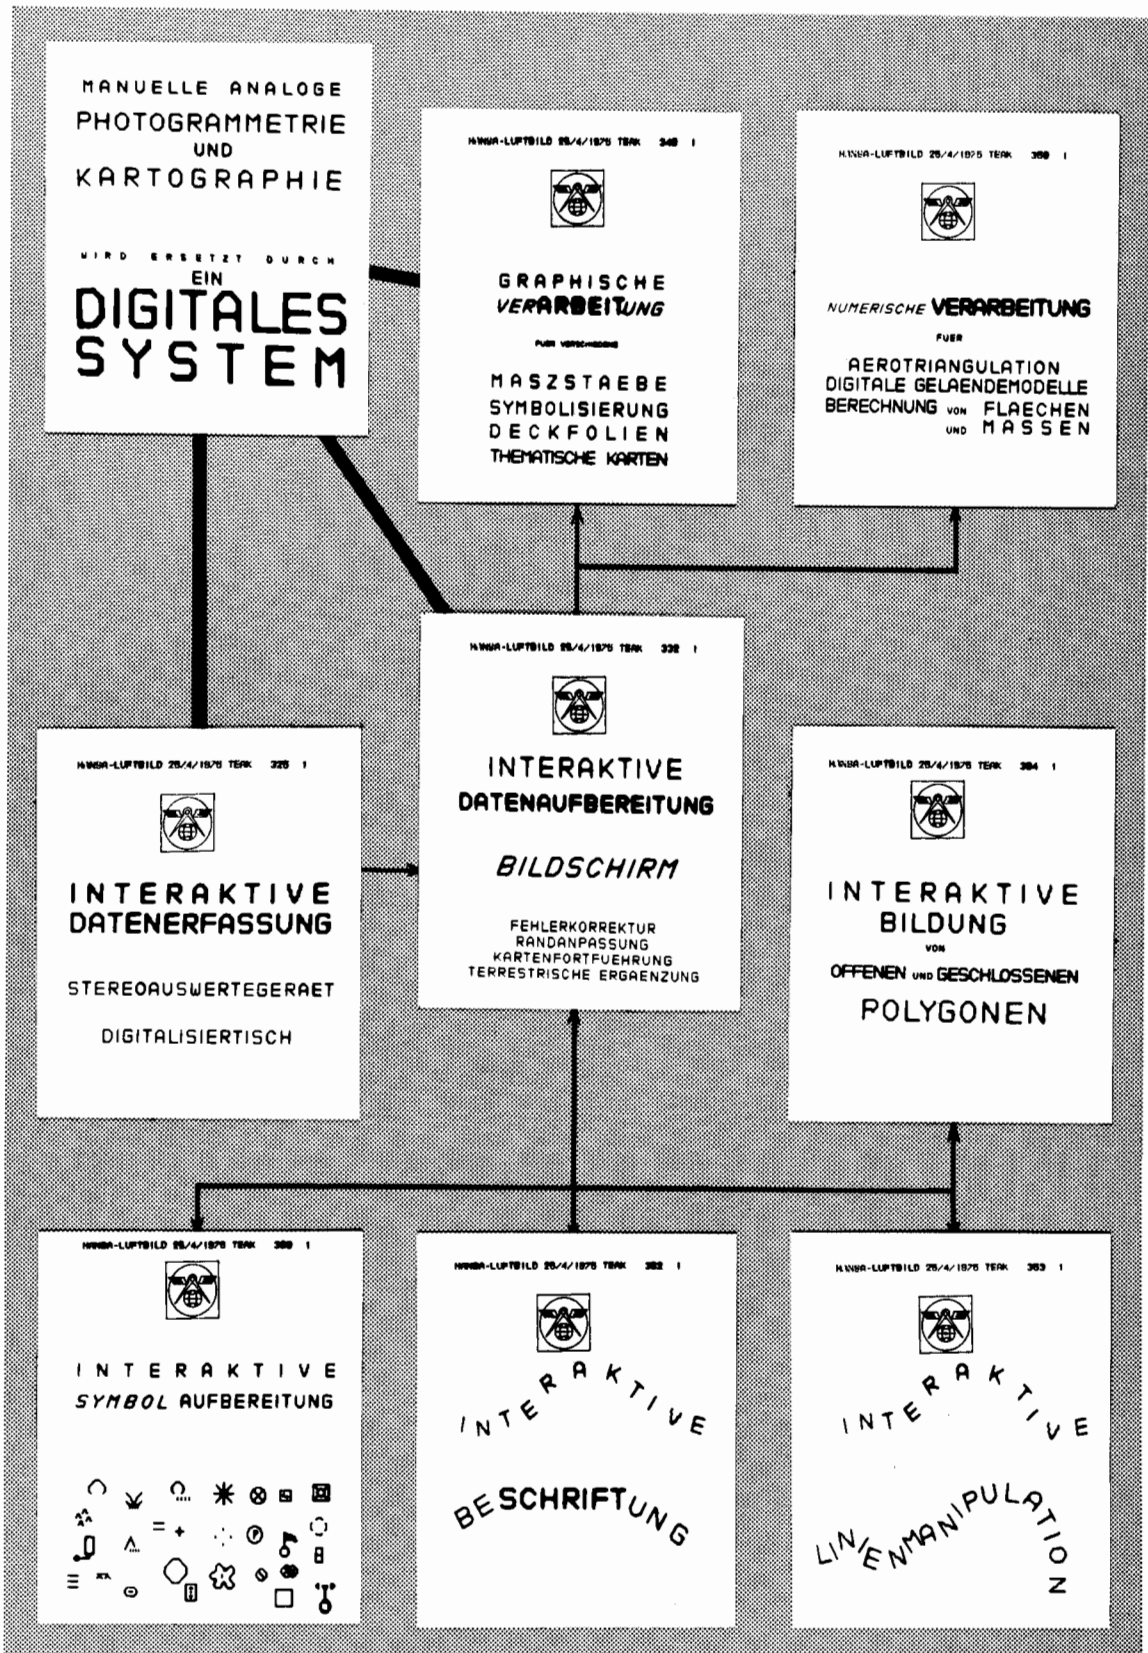 MANUELLE ANALOGE
PHOTOGRAMMETRIE
UND
KARTOGRAPHIE
WIRD ERSETZT DURCH
EIN
DIGITALES
SYSTEM
HANSA-LUFTBILD 26/4/1976 TEAK
GRAPHISCHE
VERARBEITUNG
FUER VERSCHIEDENE
MASZSTAEBE
SYMBOLISIERUNG
DECKFOLIEN
THEMATISCHE KARTEN
HANSA-LUFTBILD 26/4/1976 TEAK
NUMERISCHE VERARBEITUNG
FUER
AEROTRIANGULATION
DIGITALE GELAENDEMODELLE
BERECHNUNG VON FLAECHEN
UND MASSEN
HANSA-LUFTBILD 26/4/1976 TEAK
INTERAKTIVE
DATENERFASSUNG
STEREOAUSWERTEGERAET
DIGITALISIERTISCH
HANSA-LUFTBILD 26/4/1976 TEAK
INTERAKTIVE
DATENAUFBEREITUNG
BILDSCHIRM
FEHLERKORREKTUR
RANDANPASSUNG
KARTENFORTFUEHRUNG
TERRESTRISCHE ERGAENZUNG
HANSA-LUFTBILD 26/4/1976 TEAK
INTERAKTIVE
BILDUNG
VON
OFFENEN UND GESCHLOSSENEN
POLYGONEN
HANSA-LUFTBILD 26/4/1976 TEAK
INTERAKTIVE
SYMBOL AUFBEREITUNG
HANSA-LUFTBILD 26/4/1976 TEAK
INTERAKTIVE
BESCHRIFTUNG
HANSA-LUFTBILD 26/4/1976 TEAK
INTERAKTIVE
LINIENMANIPULATION